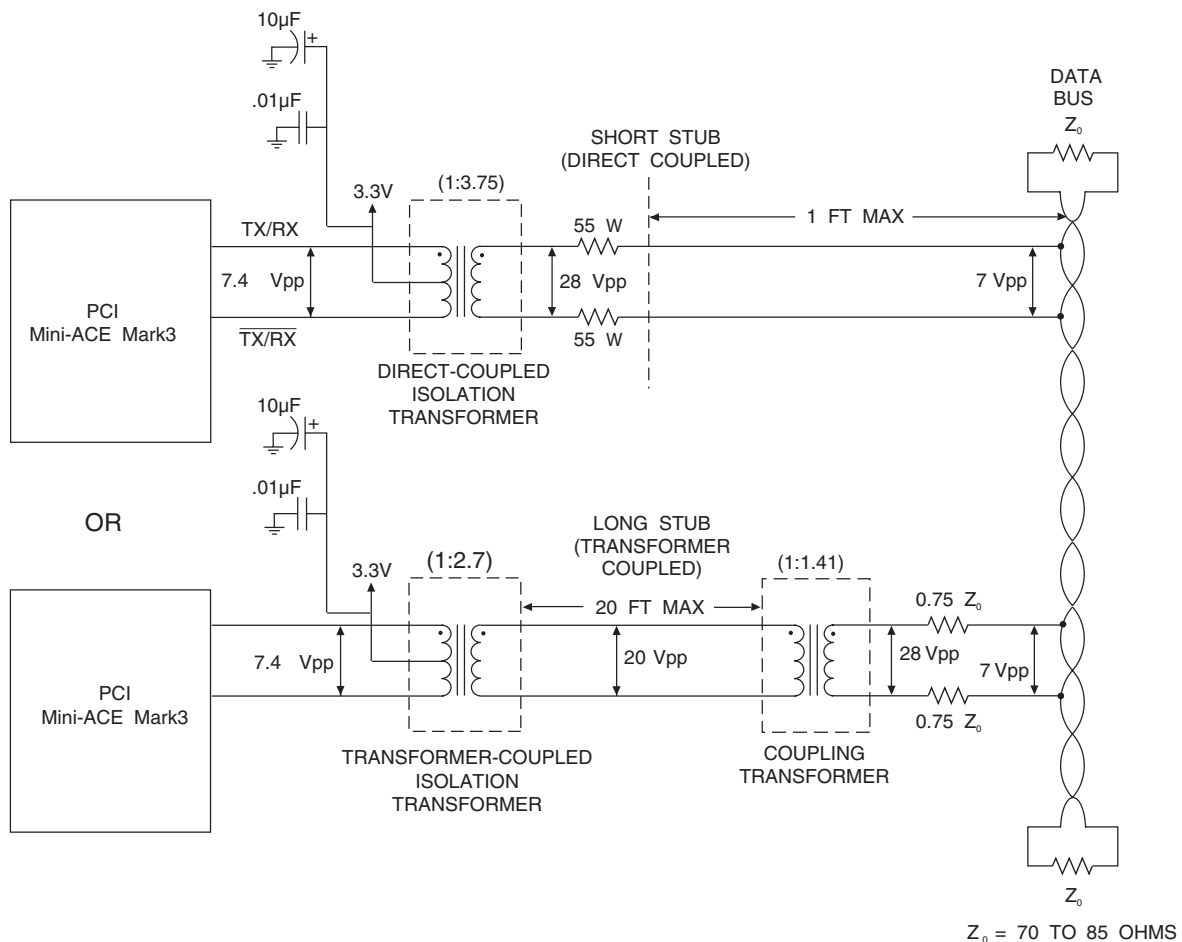 10µF
+
.01µF
3.3V
(1:3.75)
SHORT STUB
(DIRECT COUPLED)
DATA
BUS
Z₀
1 FT MAX
TX/RX
55 W
7.4 Vpp
28 Vpp
7 Vpp
PCI
Mini-ACE Mark3
TX/RX
55 W
DIRECT-COUPLED
ISOLATION
TRANSFORMER
10µF
+
.01µF
OR
3.3V
(1:2.7)
LONG STUB
(TRANSFORMER
COUPLED)
(1:1.41)
20 FT MAX
0.75 Z₀
7.4 Vpp
20 Vpp
28 Vpp
7 Vpp
PCI
Mini-ACE Mark3
0.75 Z₀
TRANSFORMER-COUPLED
ISOLATION
TRANSFORMER
COUPLING
TRANSFORMER
Z₀
Z₀ = 70 TO 85 OHMS